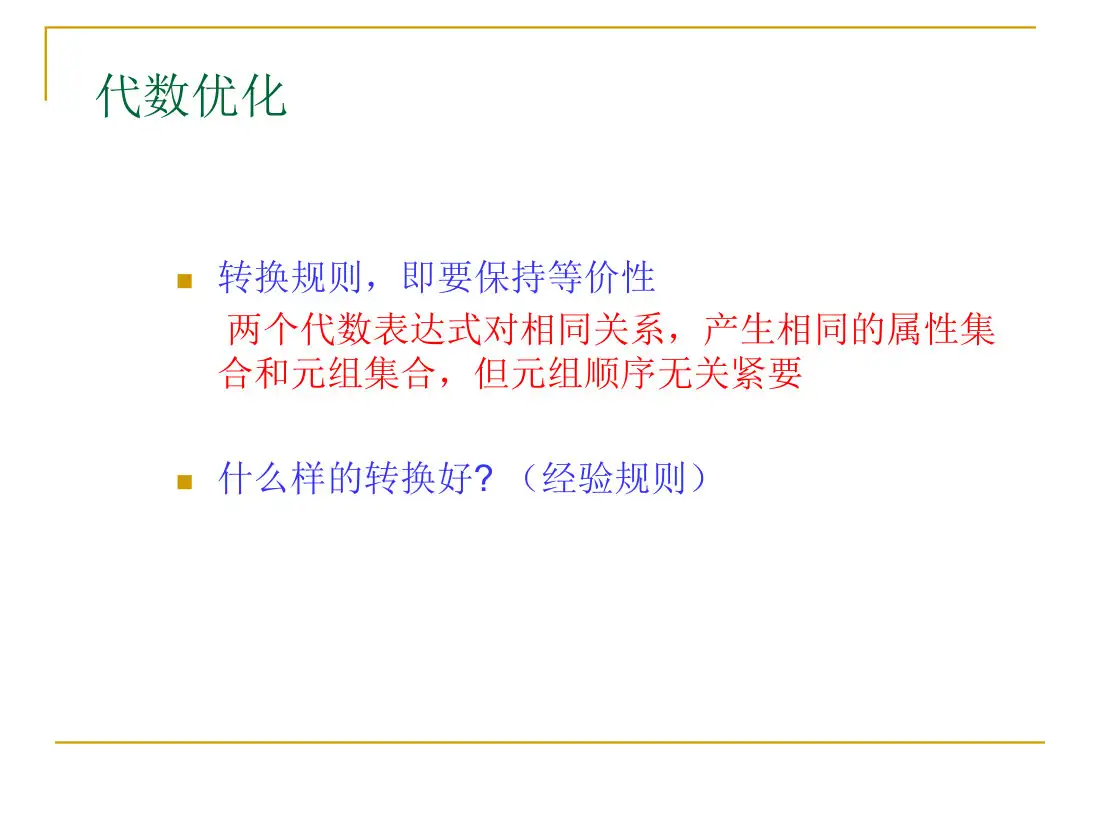 代数优化
转换规则，即要保持等价性
两个代数表达式对相同关系，产生相同的属性集
合和元组集合，但元组顺序无关紧要
什么样的转换好？（经验规则）